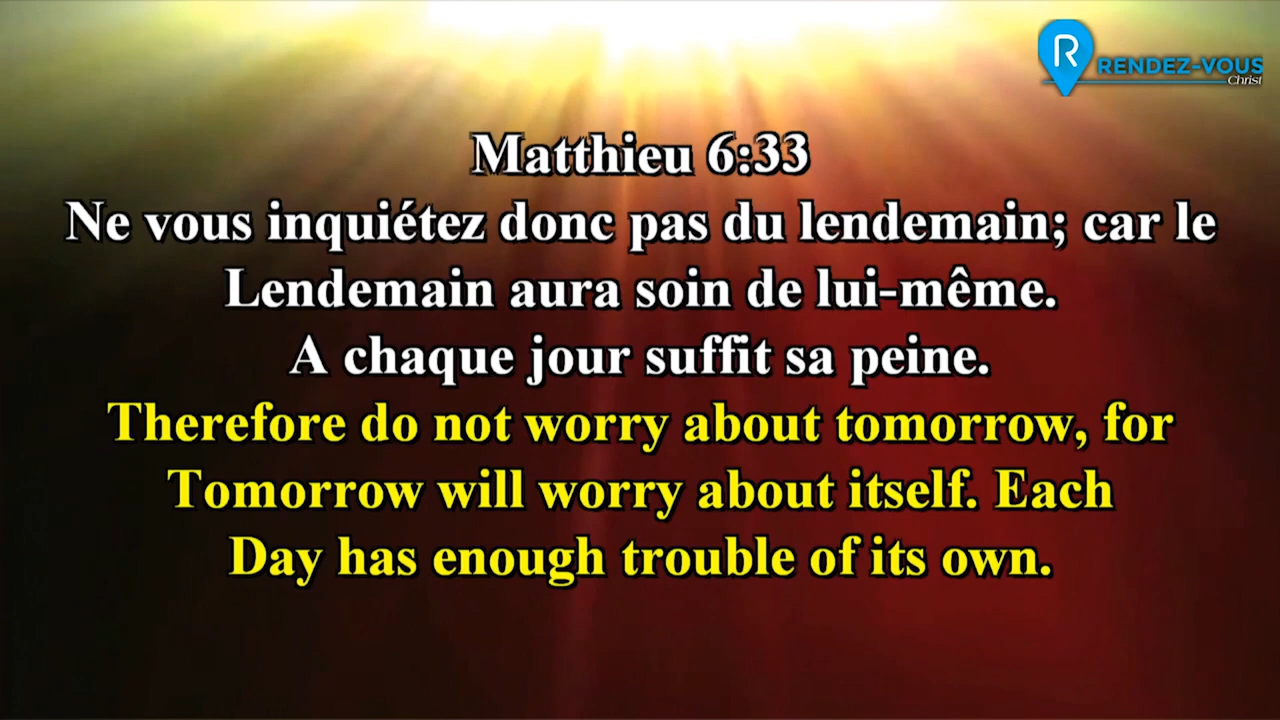 R RENDEZ-VOUS
Christ
Matthieu 6:33
Ne vous inquiétez donc pas du lendemain; car le
Lendemain aura soin de lui-même.
A chaque jour suffit sa peine.
Therefore do not worry about tomorrow, for
Tomorrow will worry about itself. Each
Day has enough trouble of its own.